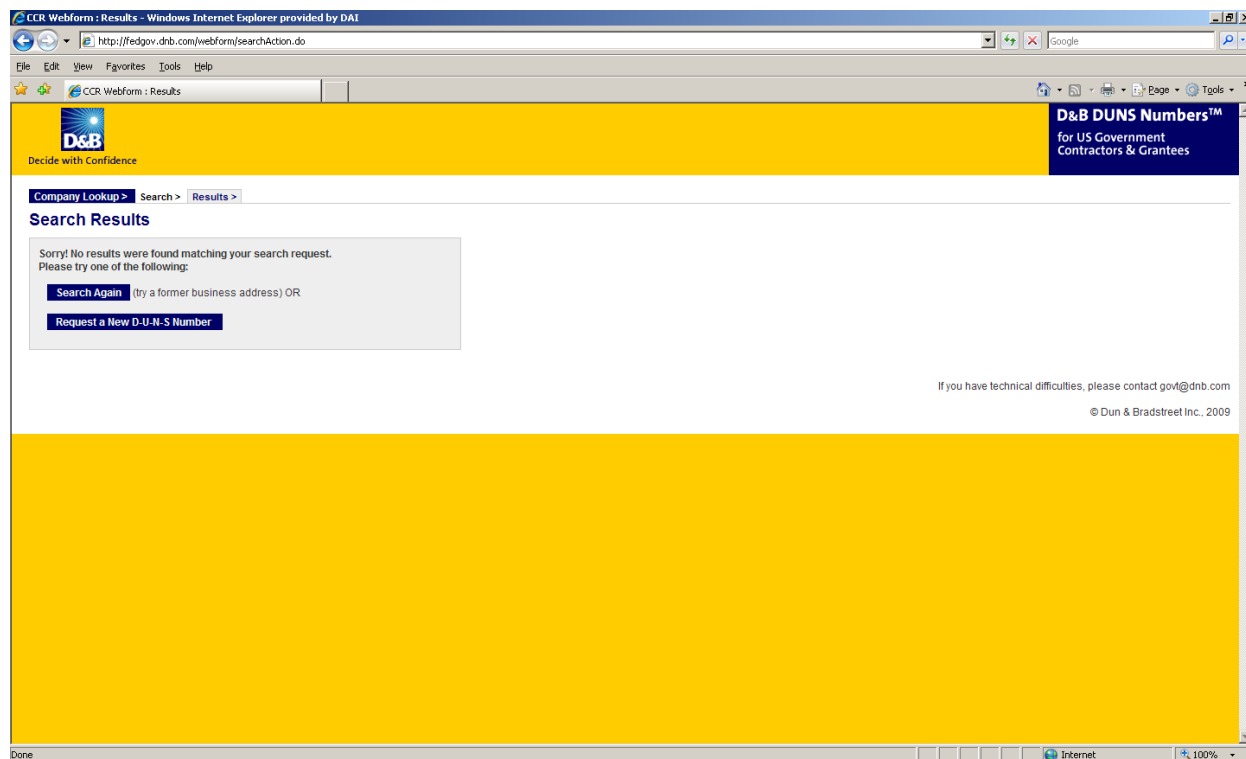 CCR Webform : Results - Windows Internet Explorer provided by DAI
http://fedgov.dnb.com/webform/searchAction.do
Google
File Edit View Favorites Tools Help
CCR Webform : Results
Page Tools
D&B
Decide with Confidence
D&B DUNS Numbers™
for US Government
Contractors & Grantees
Company Lookup > Search > Results >
Search Results
Sorry! No results were found matching your search request.
Please try one of the following:
Search Again (try a former business address) OR
Request a New D-U-N-S Number
If you have technical difficulties, please contact govt@dnb.com
© Dun & Bradstreet Inc., 2009
Done Internet 100%